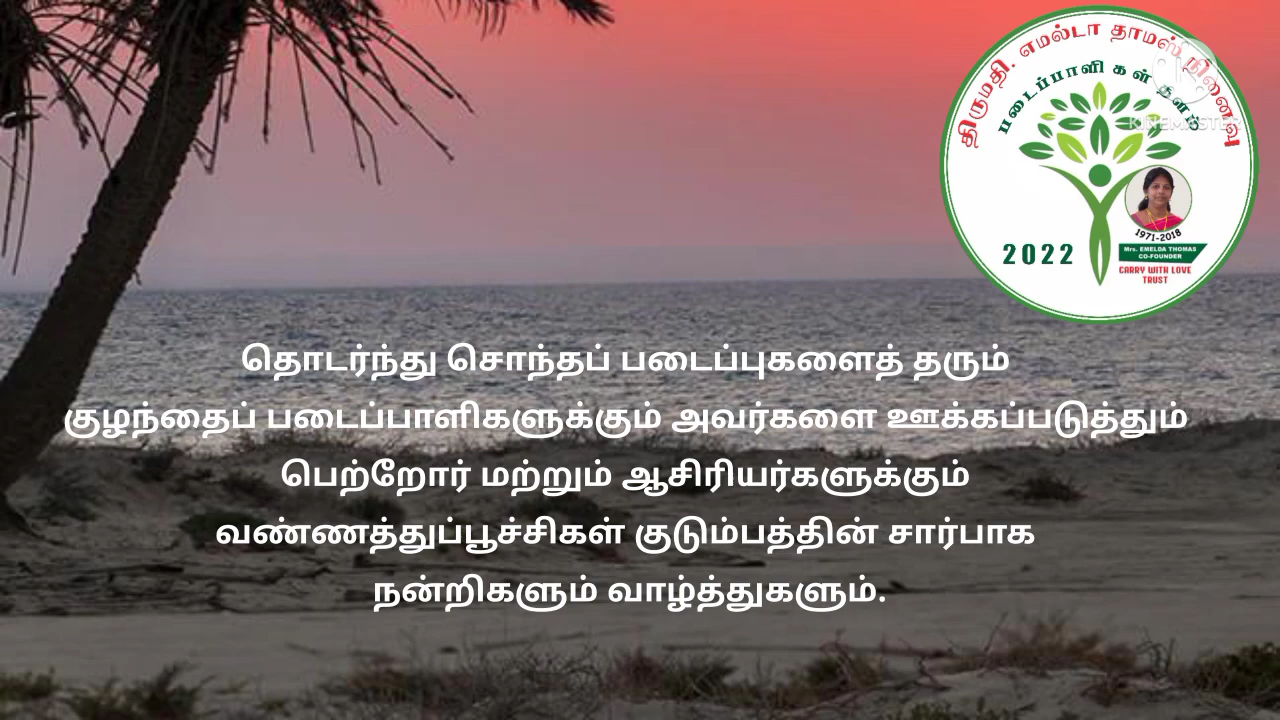 திருமதி. எமல்டா தாமஸ் நினைவு
படைப்பாளிகள் தளம்
KINEMASTER
1971-2018
2022
Mrs. EMELDA THOMAS
CO-FOUNDER
CARRY WITH LOVE
TRUST
தொடர்ந்து சொந்தப் படைப்புகளைத் தரும்
குழந்தைப் படைப்பாளிகளுக்கும் அவர்களை ஊக்கப்படுத்தும்
பெற்றோர் மற்றும் ஆசிரியர்களுக்கும்
வண்ணத்துப்பூச்சிகள் குடும்பத்தின் சார்பாக
நன்றிகளும் வாழ்த்துகளும்.